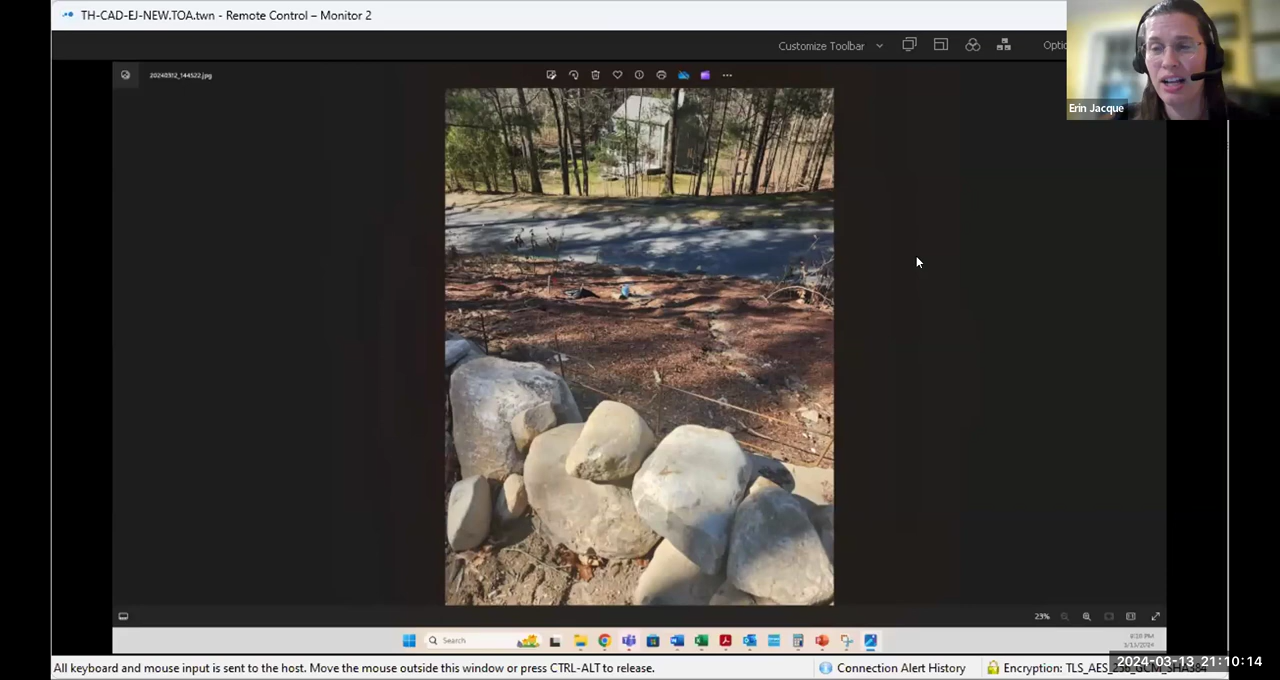 TH-CAD-EJ-NEW.TOA.twn - Remote Control – Monitor 2
Customize Toolbar
Erin Jacque
20240312_144522.jpg
23%
Search
All keyboard and mouse input is sent to the host. Move the mouse outside this window or press CTRL-ALT to release.
Connection Alert History
Encryption: TLS_AES_256_GCM_SHA384
2024-03-13 21:10:14